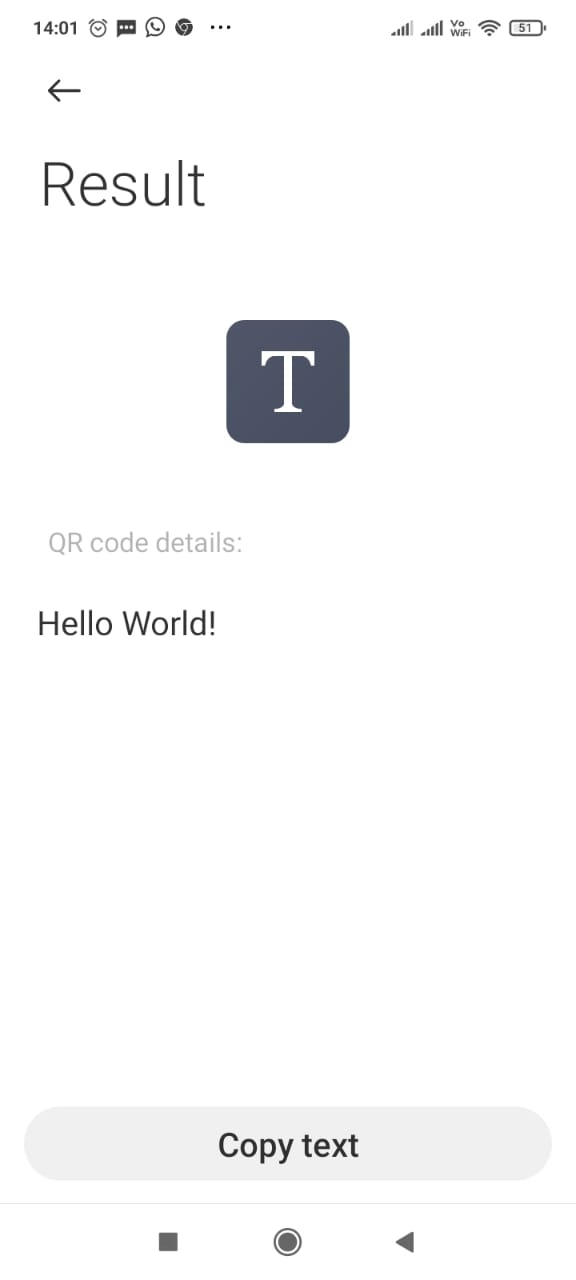 14:01 Vo WiFi 51
Result
T
QR code details:
Hello World!
Copy text